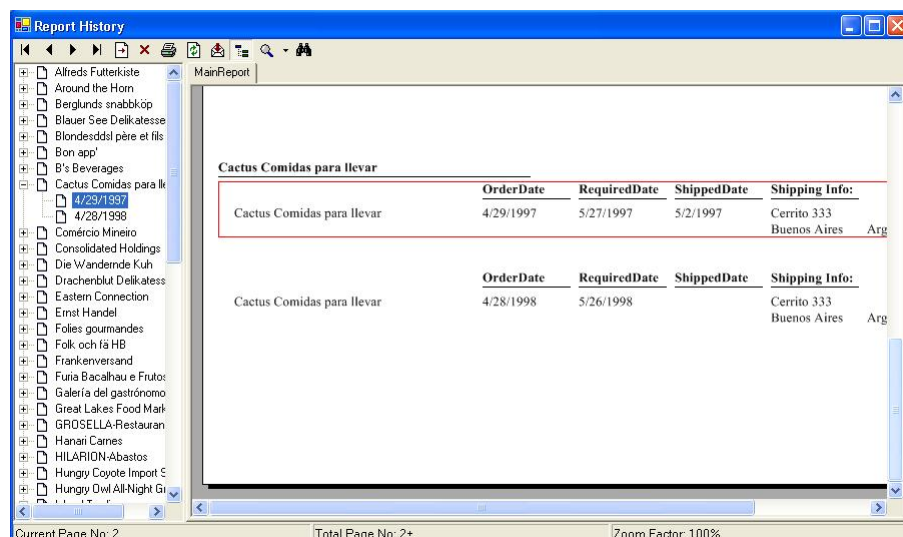 Report History
Alfreds Futterkiste
Around the Horn
Berglunds snabbköp
Blauer See Delikatesse
Blondesddsl père et fils
Bon app'
B's Beverages
Cactus Comidas para lle
4/29/1997
4/28/1998
Comércio Mineiro
Consolidated Holdings
Die Wandernde Kuh
Drachenblut Delikatess
Eastern Connection
Ernst Handel
Folies gourmandes
Folk och fä HB
Frankenversand
Furia Bacalhau e Frutos
Galería del gastrónomo
Great Lakes Food Mark
GROSELLA-Restauran
Hanari Carnes
HILARION-Abastos
Hungry Coyote Import S
Hungry Owl All-Night Gr
MainReport
Cactus Comidas para llevar
OrderDate RequiredDate ShippedDate Shipping Info:
Cactus Comidas para llevar 4/29/1997 5/27/1997 5/2/1997 Cerrito 333
Buenos Aires Arg
OrderDate RequiredDate ShippedDate Shipping Info:
Cactus Comidas para llevar 4/28/1998 5/26/1998 Cerrito 333
Buenos Aires Arg
Current Page No: 2 Total Page No: 2+ Zoom Factor: 100%